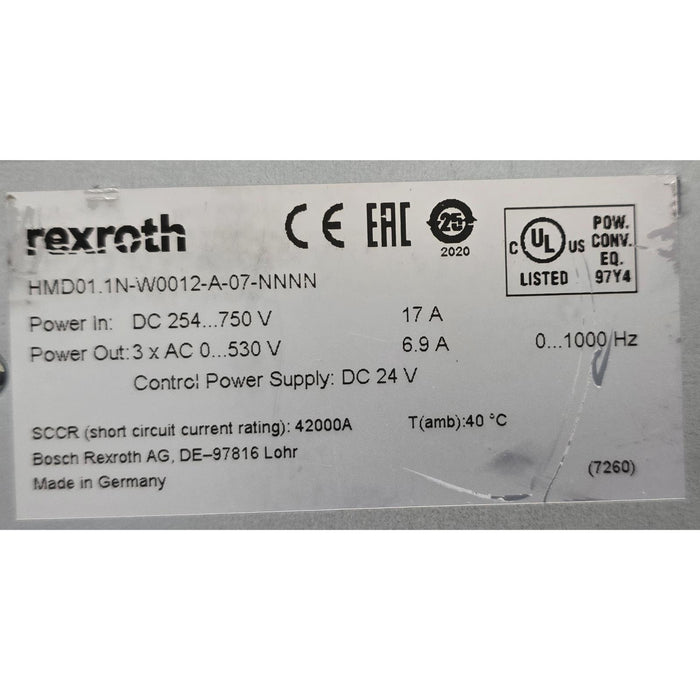 rexroth CE EAC 25 2020
C UL US LISTED POW. CONV. EQ. 97Y4
HMD01.1N-W0012-A-07-NNNN
Power In: DC 254...750 V 17 A
Power Out: 3 x AC 0...530 V 6.9 A 0...1000 Hz
Control Power Supply: DC 24 V
SCCR (short circuit current rating): 42000A T(amb):40 °C
Bosch Rexroth AG, DE–97816 Lohr
Made in Germany (7260)